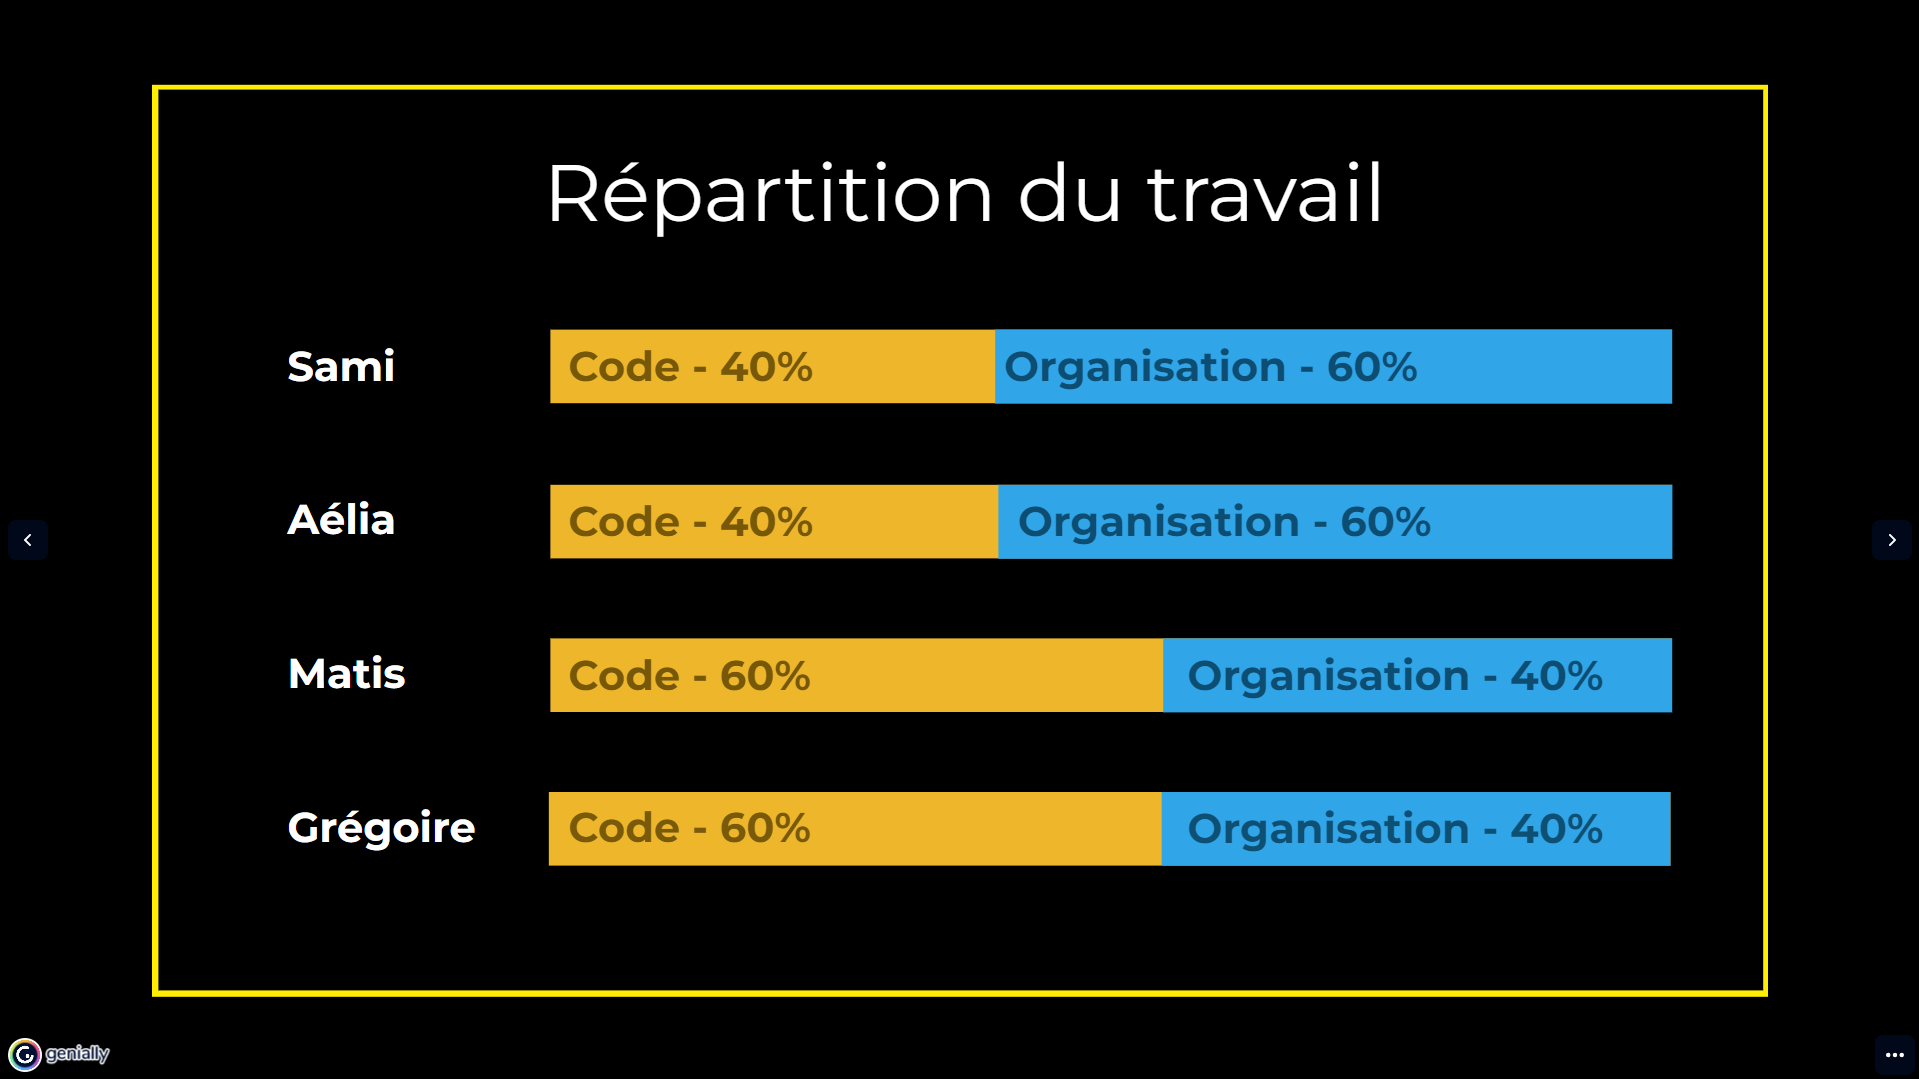 Répartition du travail
Sami
Code - 40%
Organisation - 60%
Aélia
Code - 40%
Organisation - 60%
Matis
Code - 60%
Organisation - 40%
Grégoire
Code - 60%
Organisation - 40%
genially